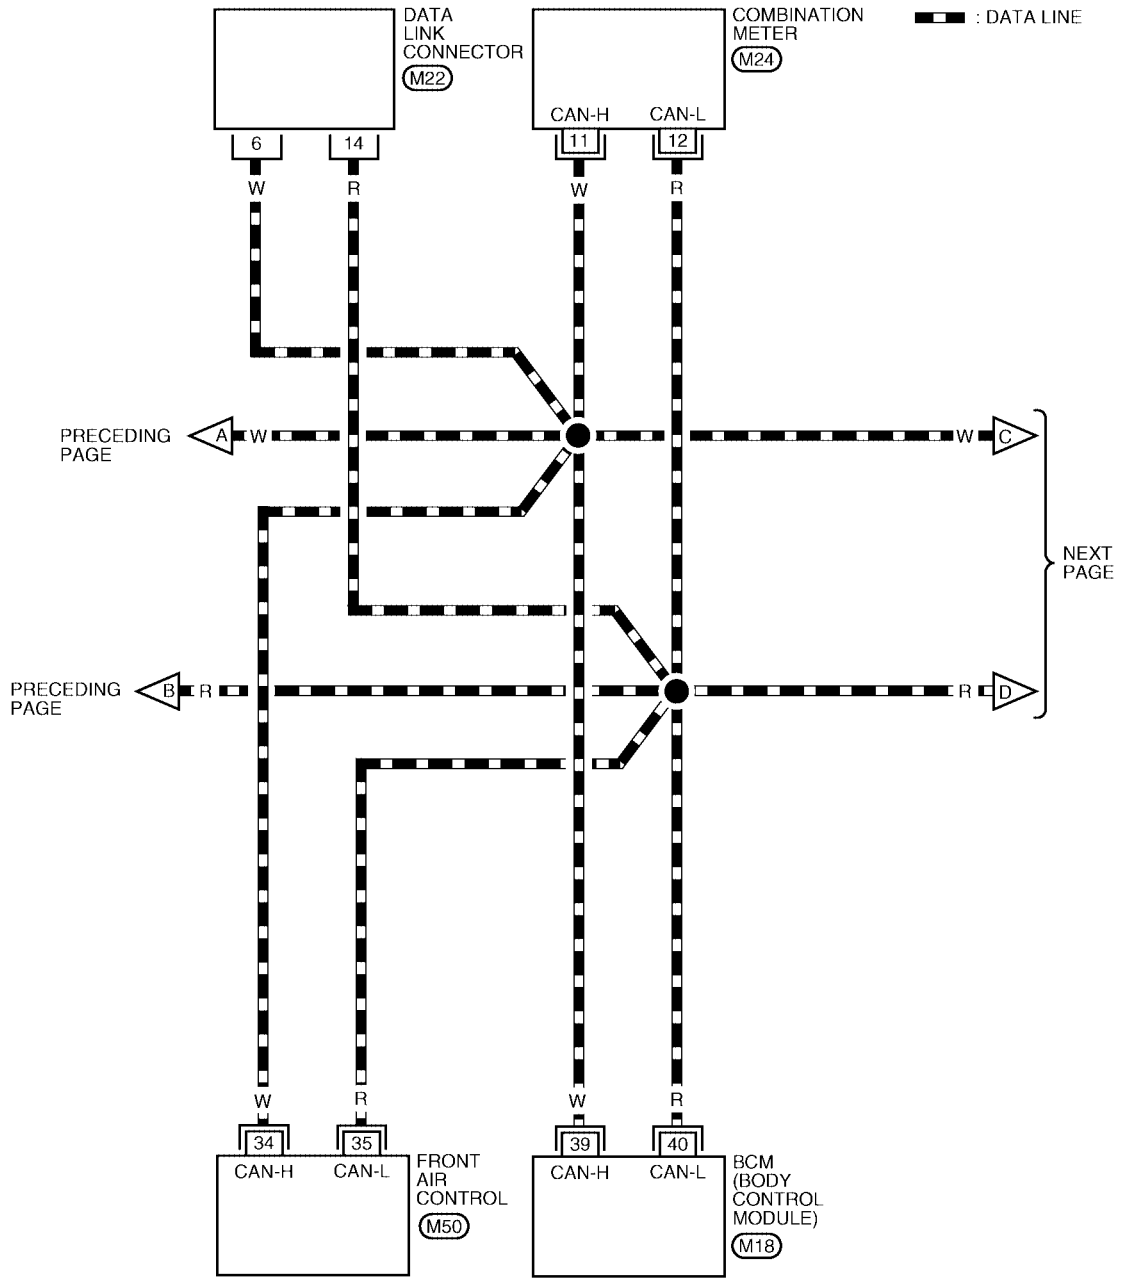 DATA
LINK
CONNECTOR
M22
COMBINATION
METER
M24
: DATA LINE
CAN-H
CAN-L
6
14
11
12
W
R
W
R
PRECEDING
PAGE
A
W
W
C
NEXT
PAGE
PRECEDING
PAGE
B
R
R
D
W
R
W
R
34
35
39
40
CAN-H
CAN-L
FRONT
AIR
CONTROL
M50
CAN-H
CAN-L
BCM
(BODY
CONTROL
MODULE)
M18